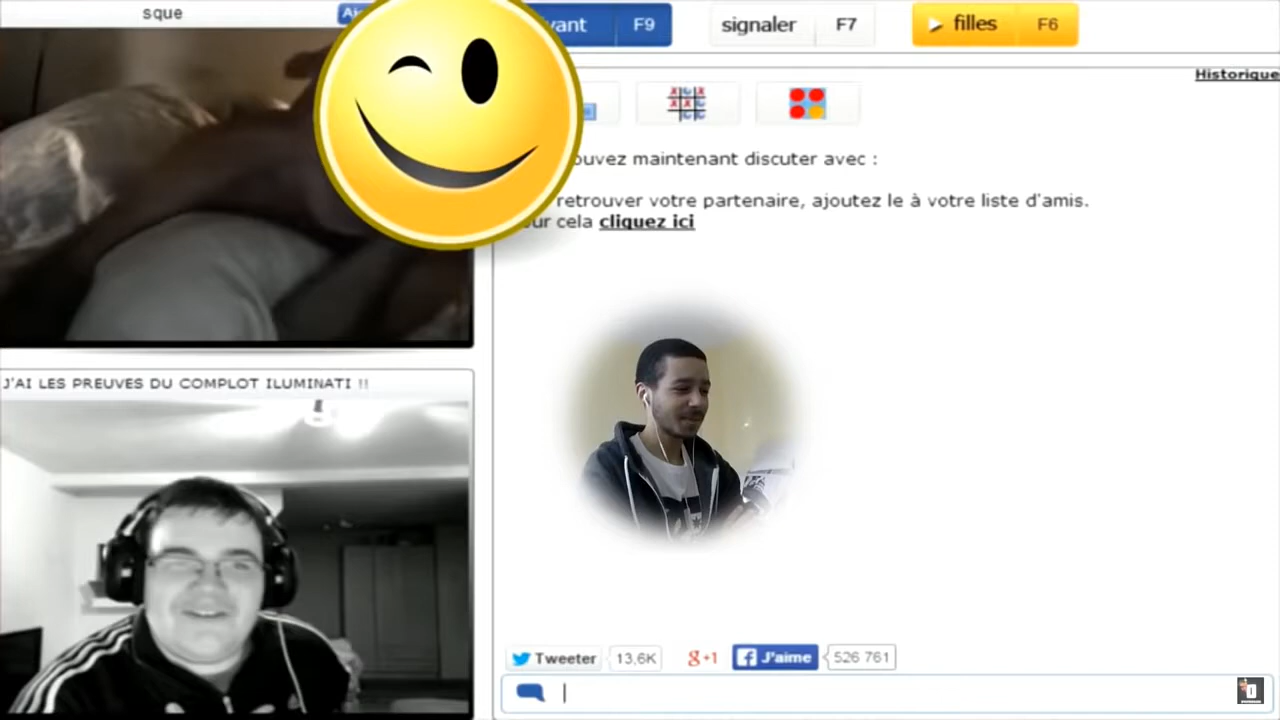 sque
vant F9
signaler F7
filles F6
Historique
ouvez maintenant discuter avec :
retrouver votre partenaire, ajoutez le à votre liste d'amis.
ur cela cliquez ici
J'AI LES PREUVES DU COMPLOT ILUMINATI !!
Tweeter 13,6K g+1 J'aime 526 761